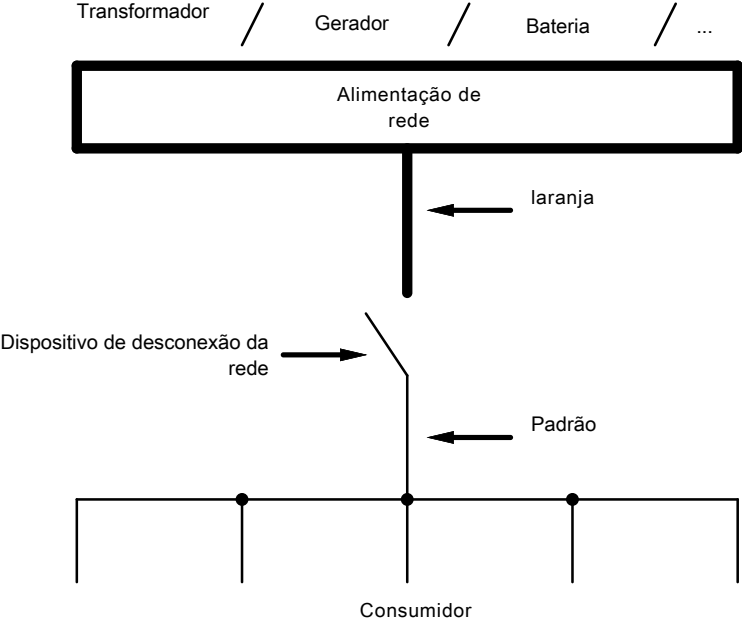 Transformador / Gerador / Bateria / ...
Alimentação de
rede
laranja
Dispositivo de desconexão da
rede
Padrão
Consumidor